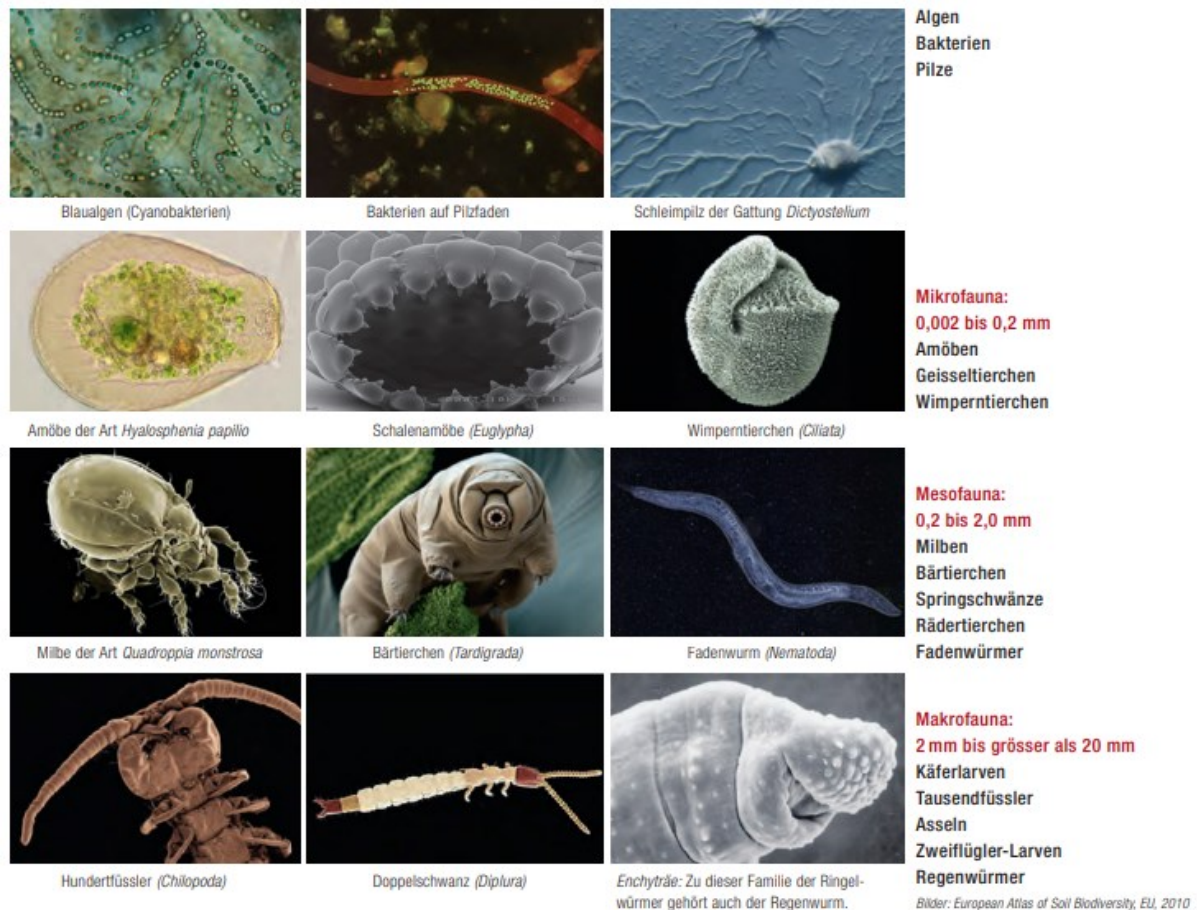 Algen
Bakterien
Pilze
Blaualgen (Cyanobakterien)
Bakterien auf Pilzfaden
Schleimpilz der Gattung Dictyostelium
Mikrofauna:
0,002 bis 0,2 mm
Amöben
Geisseltierchen
Wimperntierchen
Amöbe der Art Hyalosphenia papilio
Schalenamöbe (Euglypha)
Wimperntierchen (Ciliata)
Mesofauna:
0,2 bis 2,0 mm
Milben
Bärtierchen
Springschwänze
Rädertierchen
Fadenwürmer
Milbe der Art Quadroppia monstrosa
Bärtierchen (Tardigrada)
Fadenwurm (Nematoda)
Makrofauna:
2 mm bis grösser als 20 mm
Käferlarven
Tausendfüssler
Asseln
Zweiflügler-Larven
Regenwürmer
Hundertfüssler (Chilopoda)
Doppelschwanz (Diplura)
Enchyträe: Zu dieser Familie der Ringel-
würmer gehört auch der Regenwurm.
Bilder: European Atlas of Soil Biodiversity, EU, 2010